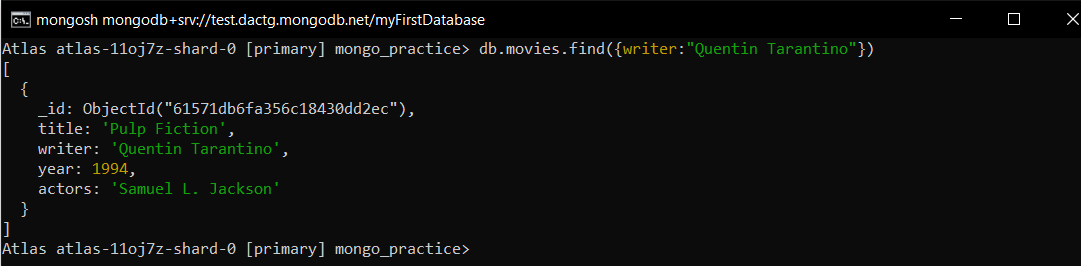 mongosh mongodb+srv://test.dactg.mongodb.net/myFirstDatabase
Atlas atlas-11oj7z-shard-0 [primary] mongo_practice> db.movies.find({writer:"Quentin Tarantino"})
[
  {
    _id: ObjectId("61571db6fa356c18430dd2ec"),
    title: 'Pulp Fiction',
    writer: 'Quentin Tarantino',
    year: 1994,
    actors: 'Samuel L. Jackson'
  }
]
Atlas atlas-11oj7z-shard-0 [primary] mongo_practice>